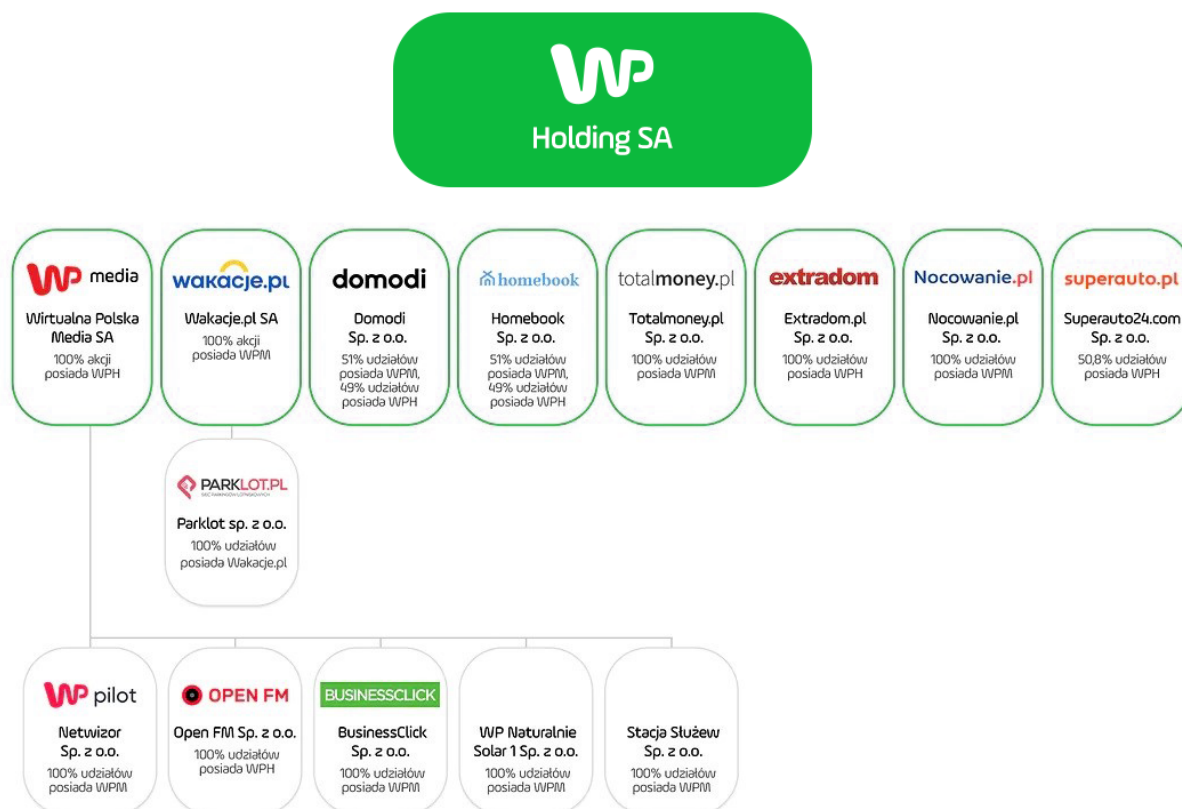 WP
Holding SA
WP media
Wirtualna Polska
Media SA
100% akcji
posiada WPH
wakacje.pl
Wakacje.pl SA
100% akcji
posiada WPM
domodi
Domodi
Sp. z o.o.
51% udziałów
posiada WPM,
49% udziałów
posiada WPH
homebook
Homebook
Sp. z o.o.
51% udziałów
posiada WPM,
49% udziałów
posiada WPH
totalmoney.pl
Totalmoney.pl
Sp. z o.o.
100% udziałów
posiada WPM
extradom
Extradom.pl
Sp. z o.o.
100% udziałów
posiada WPH
Nocowanie.pl
Nocowanie.pl
Sp. z o.o.
100% udziałów
posiada WPM
superauto.pl
Superauto24.com
Sp. z o.o.
50,8% udziałów
posiada WPH
PARKLOT.PL
Parklot sp. z o.o.
100% udziałów
posiada Wakacje.pl
WP pilot
Netwizor
Sp. z o.o.
100% udziałów
posiada WPM
OPEN FM
Open FM Sp. z o.o.
100% udziałów
posiada WPH
BUSINESSCLICK
BusinessClick
Sp. z o.o.
100% udziałów
posiada WPM
WP Naturalnie
Solar 1 Sp. z o.o.
100% udziałów
posiada WPM
Stacja Służew
Sp. z o.o.
100% udziałów
posiada WPM